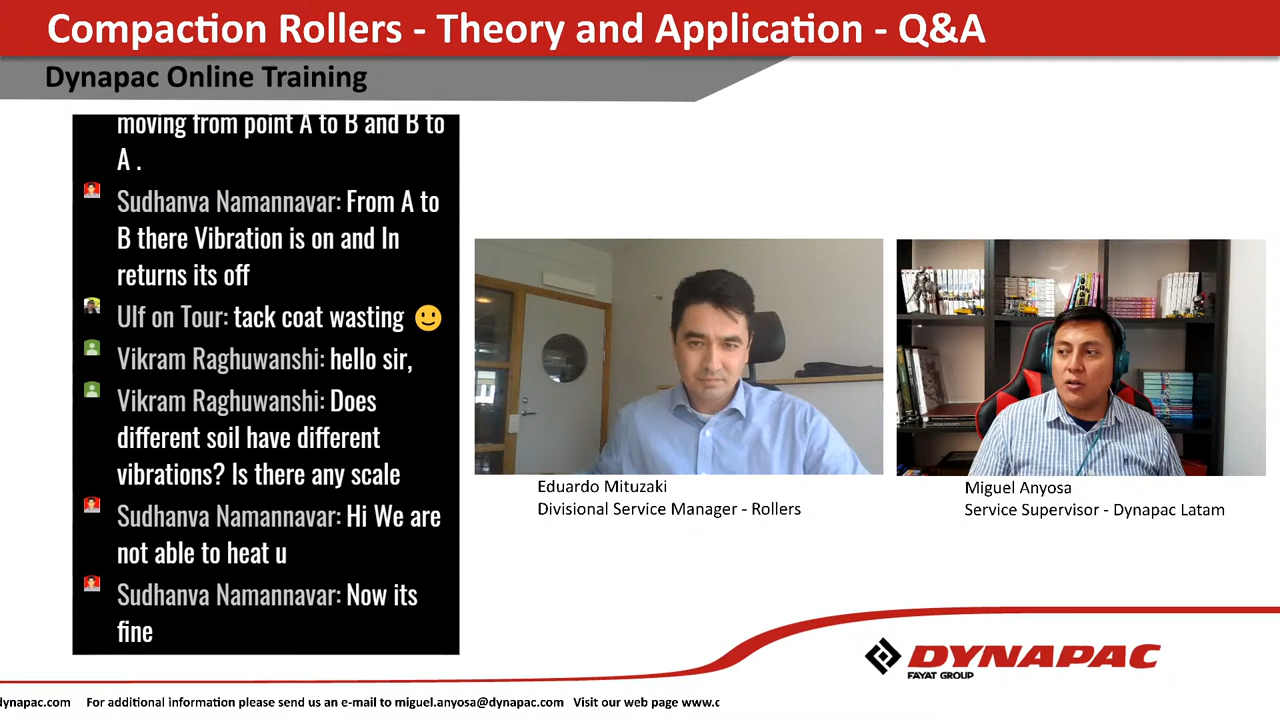 Compaction Rollers - Theory and Application - Q&A
Dynapac Online Training
moving from point A to B and B to
A .
Sudhanva Namannavar: From A to
B there Vibration is on and In
returns its off
Ulf on Tour: tack coat wasting 🙂
Vikram Raghuwanshi: hello sir,
Vikram Raghuwanshi: Does
different soil have different
vibrations? Is there any scale
Sudhanva Namannavar: Hi We are
not able to heat u
Sudhanva Namannavar: Now its
fine
Eduardo Mituzaki
Divisional Service Manager - Rollers
Miguel Anyosa
Service Supervisor - Dynapac Latam
DYNAPAC
FAYAT GROUP
dynapac.com For additional information please send us an e-mail to miguel.anyosa@dynapac.com Visit our web page www.